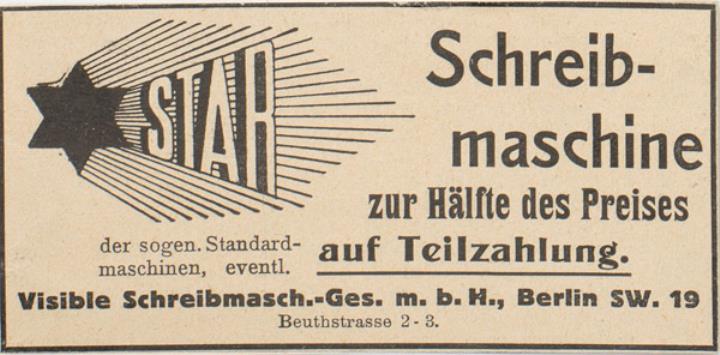 STAR
Schreib-
maschine
zur Hälfte des Preises
der sogen. Standard-
maschinen, eventl.
auf Teilzahlung.
Visible Schreibmasch.-Ges. m. b. H., Berlin SW. 19
Beuthstrasse 2-3.